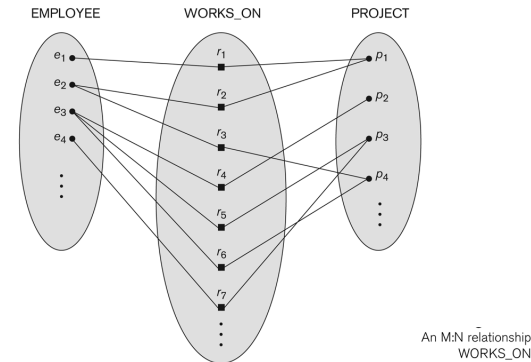 EMPLOYEE WORKS_ON PROJECT
e1
e2
e3
e4
r1
r2
r3
r4
r5
r6
r7
p1
p2
p3
p4
An M:N relationship
WORKS_ON